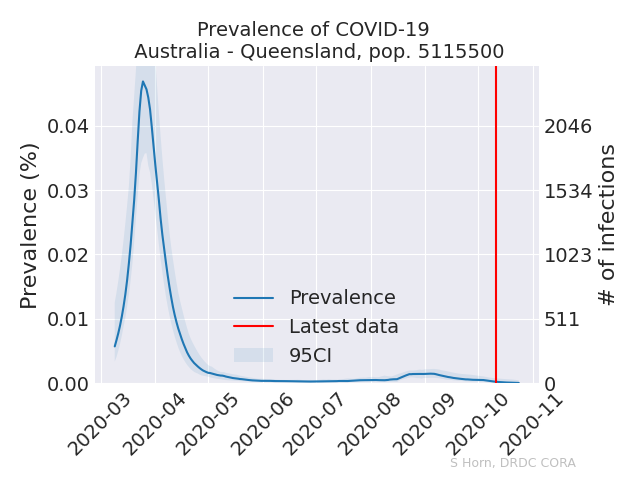 Prevalence of COVID-19
Australia - Queensland, pop. 5115500
Prevalence (%)
0.04
0.03
0.02
0.01
0.00
2046
1534
1023
511
0
# of infections
Prevalence
Latest data
95CI
2020-03
2020-04
2020-05
2020-06
2020-07
2020-08
2020-09
2020-10
2020-11
S Horn, DRDC CORA